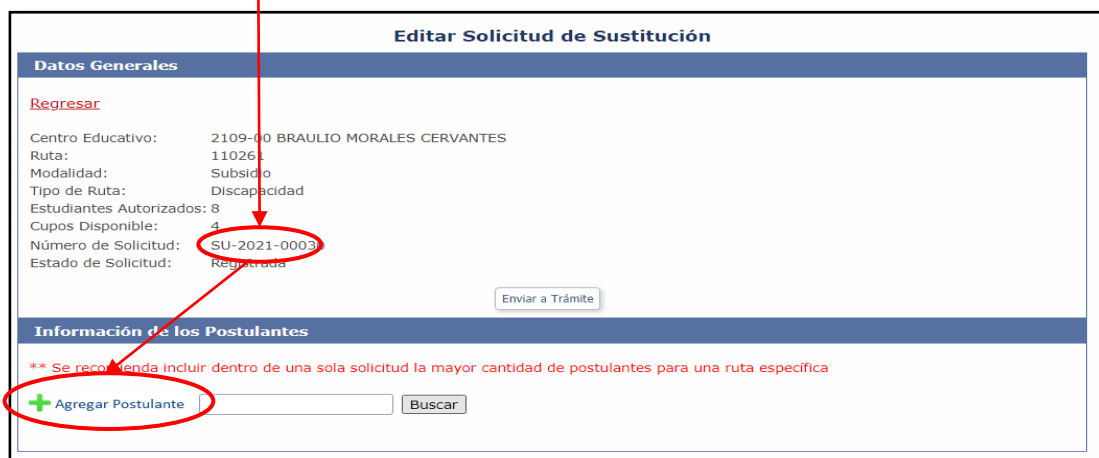 Editar Solicitud de Sustitución
Datos Generales
Regresar
Centro Educativo: 2109-00 BRAULIO MORALES CERVANTES
Ruta: 110261
Modalidad: Subsidio
Tipo de Ruta: Discapacidad
Estudiantes Autorizados: 8
Cupos Disponible: 4
Número de Solicitud: SU-2021-00030
Estado de Solicitud: Registrada
Enviar a Trámite
Información de los Postulantes
** Se recomienda incluir dentro de una sola solicitud la mayor cantidad de postulantes para una ruta específica
Agregar Postulante Buscar